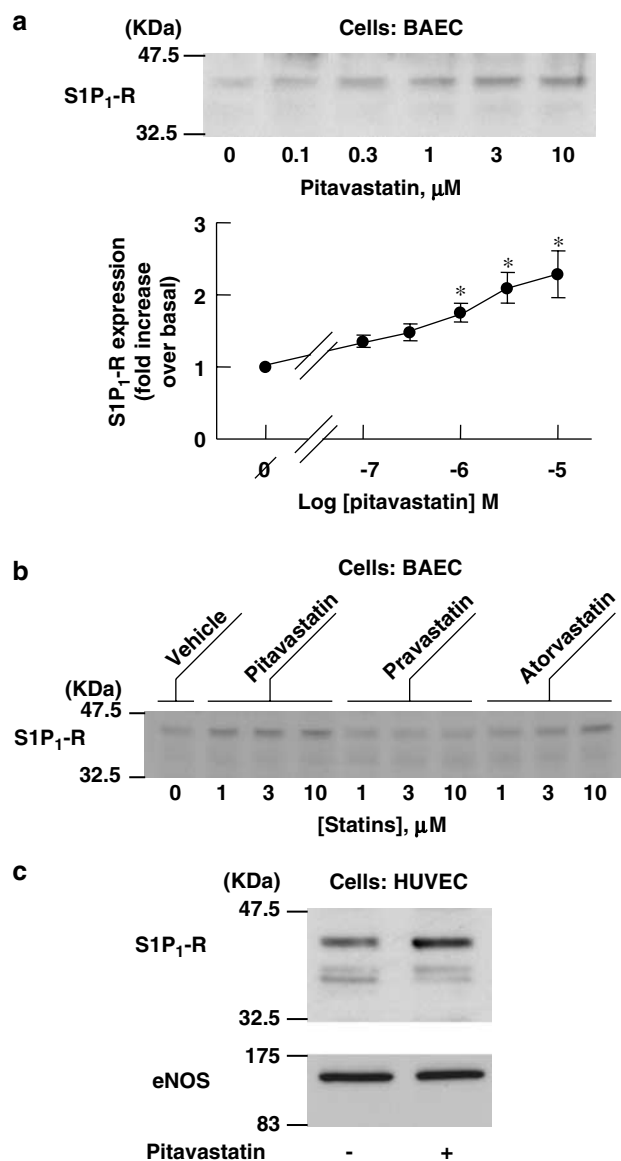 a
(KDa) Cells: BAEC
47.5
S1P₁-R
32.5
0 0.1 0.3 1 3 10
Pitavastatin, μM
S1P₁-R expression
(fold increase
over basal)
3
2
1
0
* * *
0 -7 -6 -5
Log [pitavastatin] M
b
Cells: BAEC
Vehicle Pitavastatin Pravastatin Atorvastatin
(KDa)
47.5
S1P₁-R
32.5
0 1 3 10 1 3 10 1 3 10
[Statins], μM
c
(KDa) Cells: HUVEC
47.5
S1P₁-R
32.5
175
eNOS
83
Pitavastatin - +